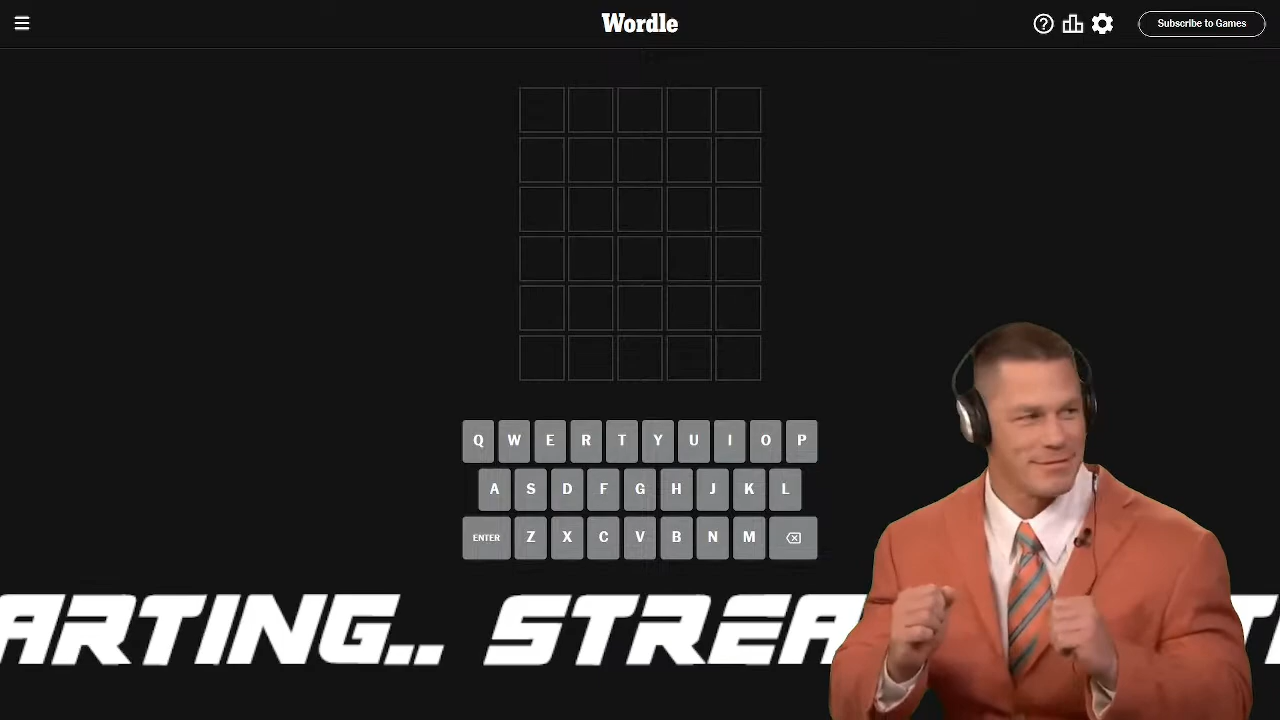 Wordle
Subscribe to Games
Q W E R T Y U I O P
A S D F G H J K L
ENTER Z X C V B N M
ARTING.. STREA T